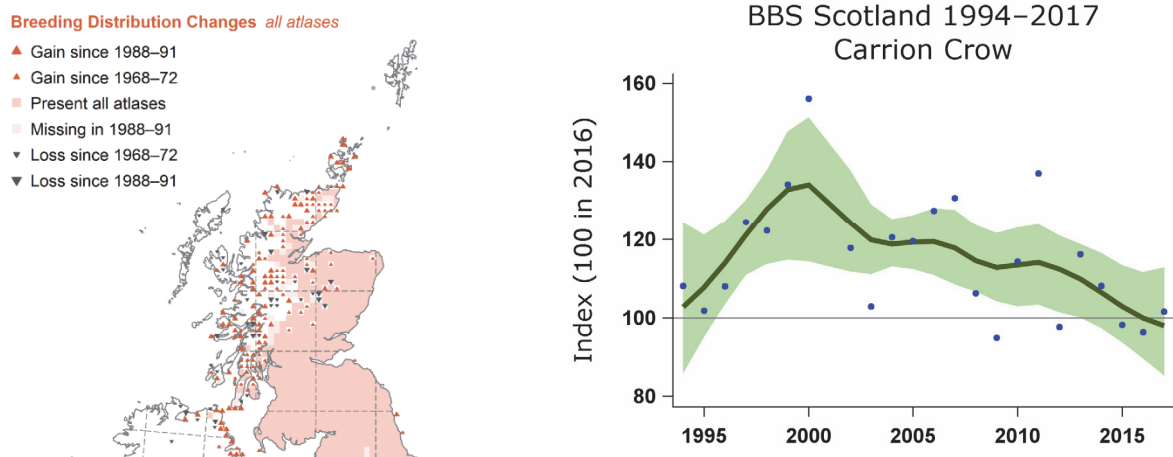 Breeding Distribution Changes all atlases
Gain since 1988–91
Gain since 1968–72
Present all atlases
Missing in 1988–91
Loss since 1968–72
Loss since 1988–91
BBS Scotland 1994–2017
Carrion Crow
Index (100 in 2016)
160
140
120
100
80
1995
2000
2005
2010
2015